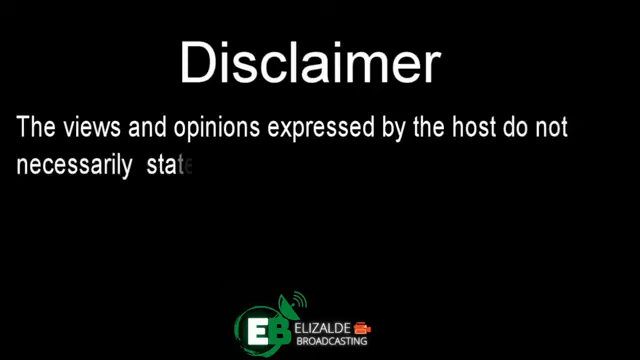 Disclaimer
The views and opinions expressed by the host do not
necessarily state
EB ELIZALDE
BROADCASTING